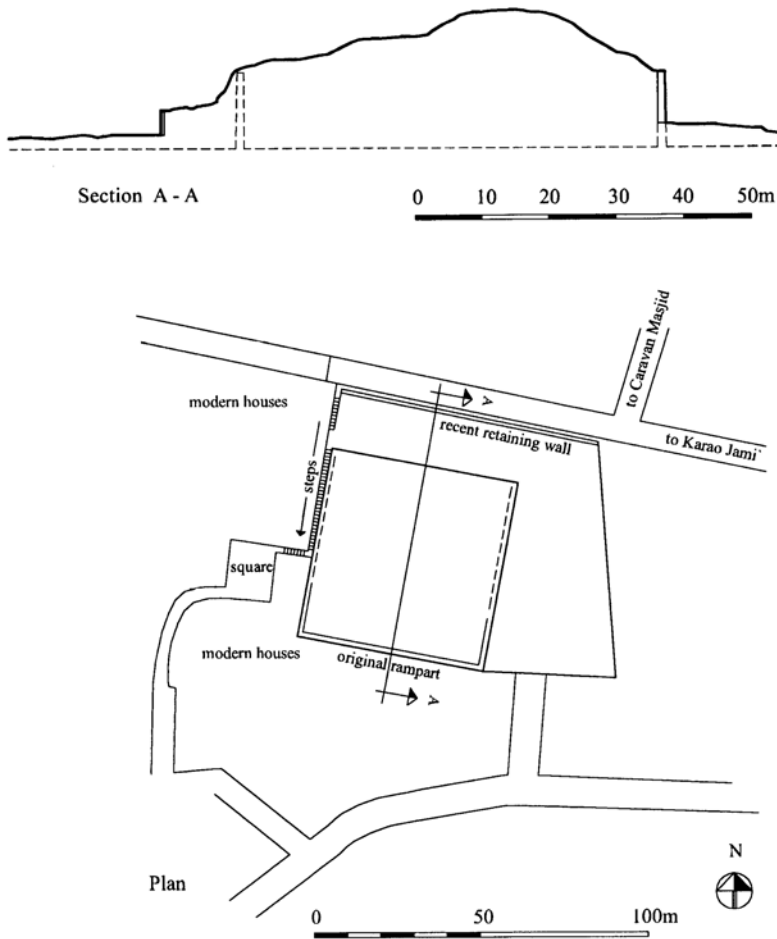 Section A - A
0 10 20 30 40 50m
to Caravan Masjid
modern houses
A
recent retaining wall
to Karao Jami‘
steps
square
modern houses
original rampart
A
N
Plan
0 50 100m